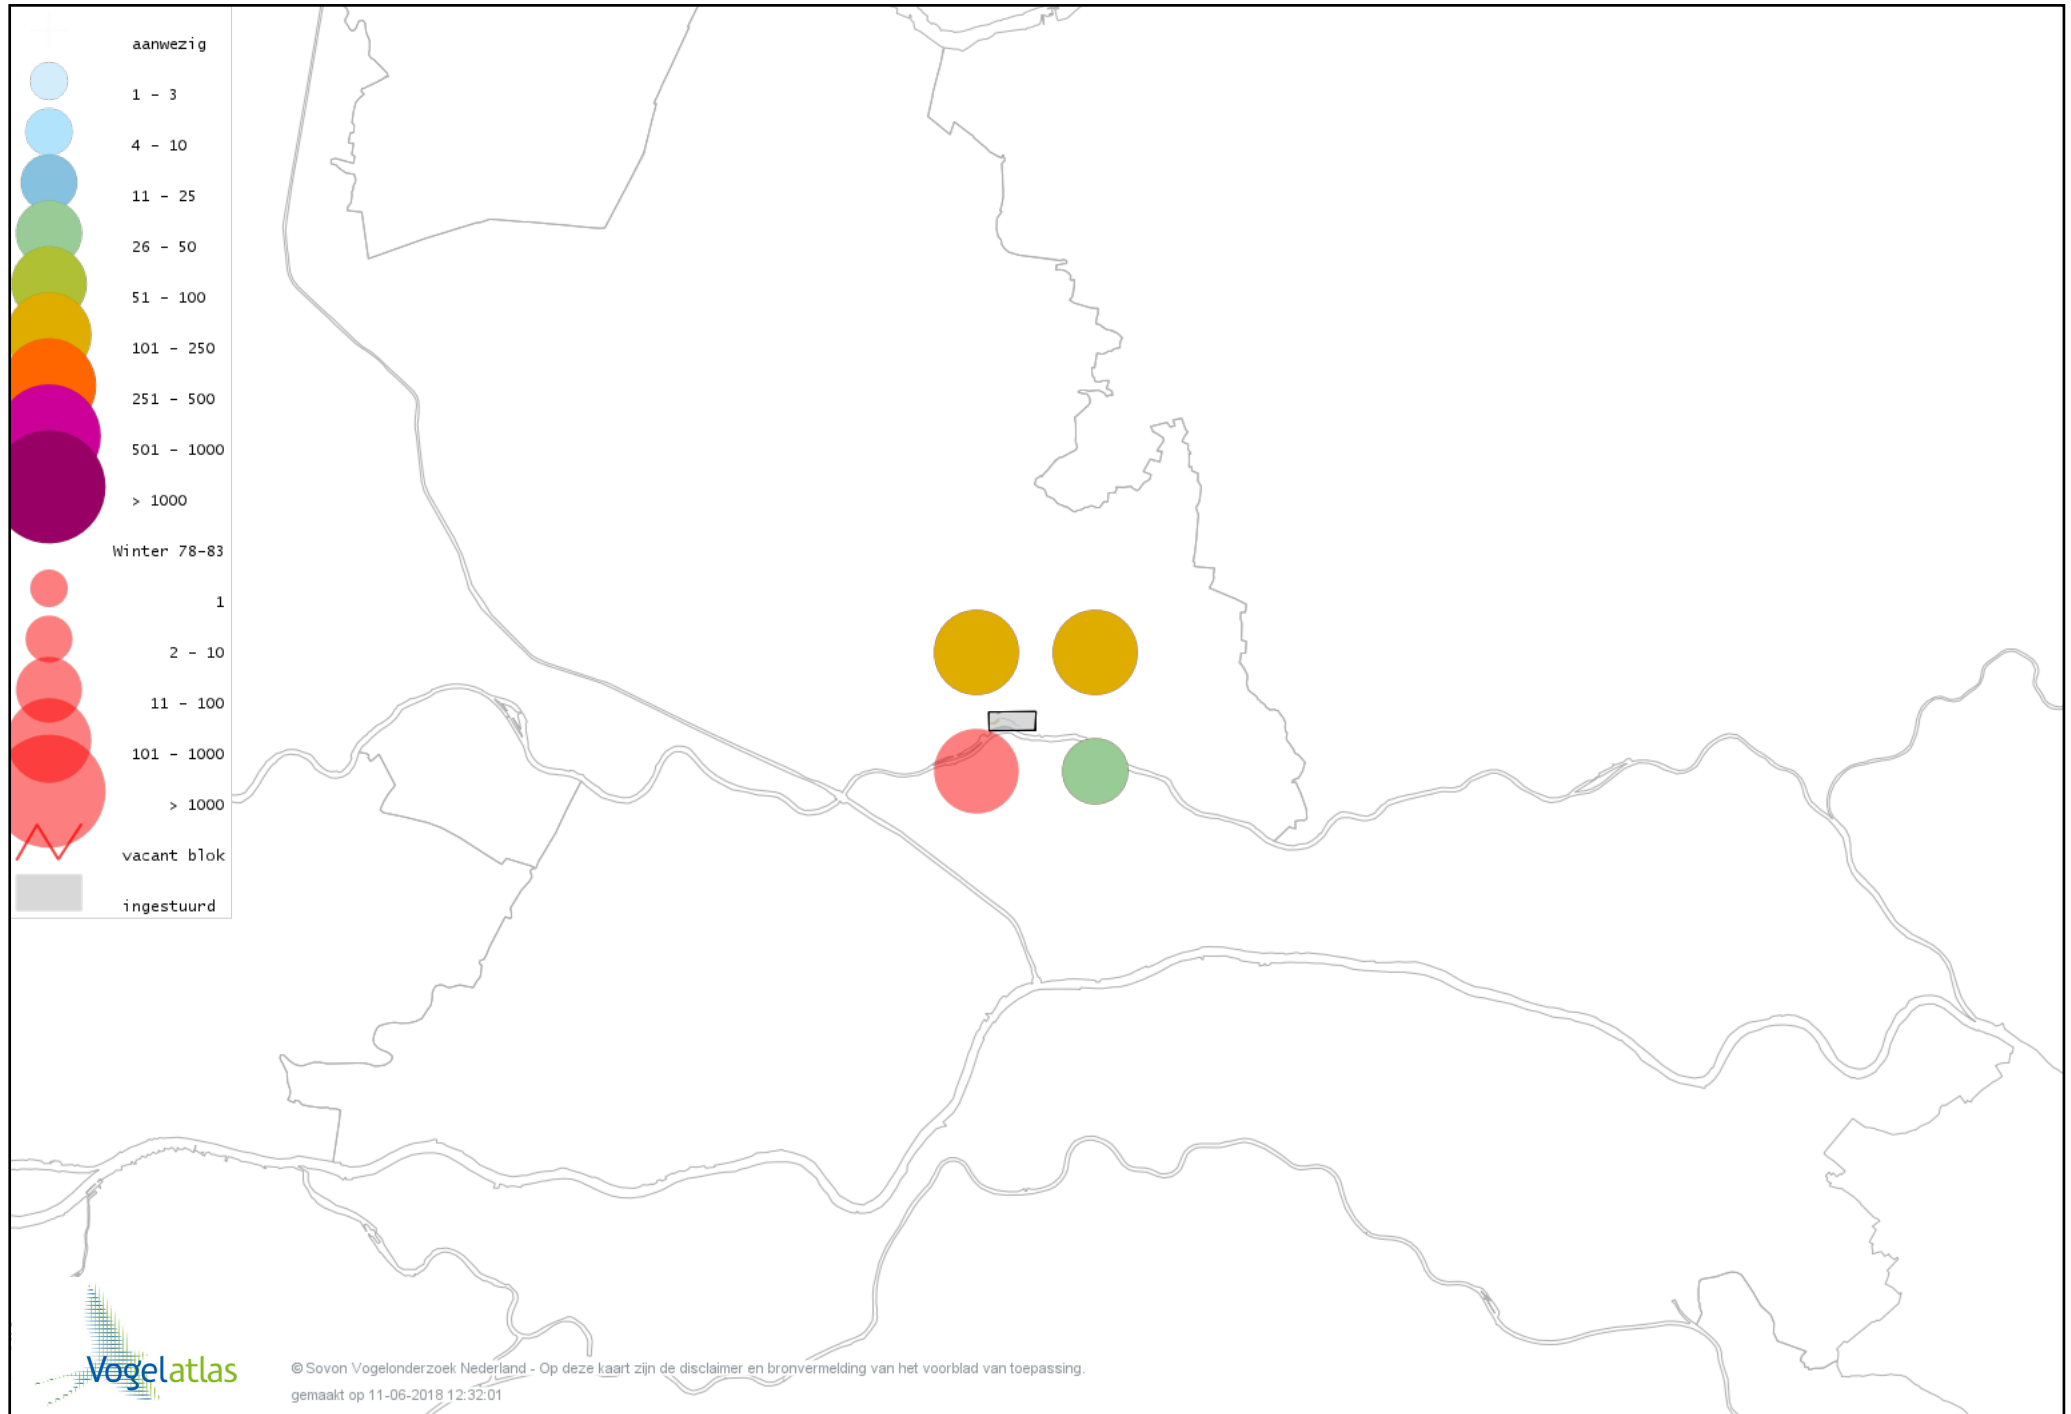 aanwezig
1 - 3
4 - 10
11 - 25
26 - 50
51 - 100
101 - 250
251 - 500
501 - 1000
> 1000
Winter 78-83
1
2 - 10
11 - 100
101 - 1000
> 1000
vacant blok
ingestuurd
Vogelatlas
© Sovon Vogelonderzoek Nederland - Op deze kaart zijn de disclaimer en bronvermelding van het voorblad van toepassing.
gemaakt op 11-06-2018 12:32:01